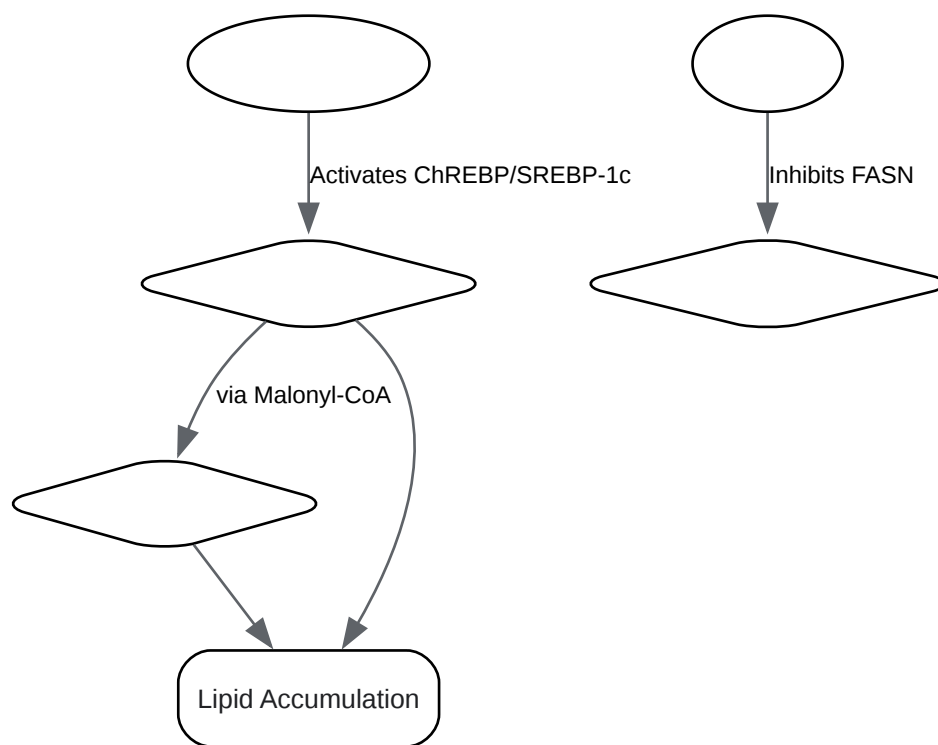 Activates ChREBP/SREBP-1c
Inhibits FASN
via Malonyl-CoA
Lipid Accumulation